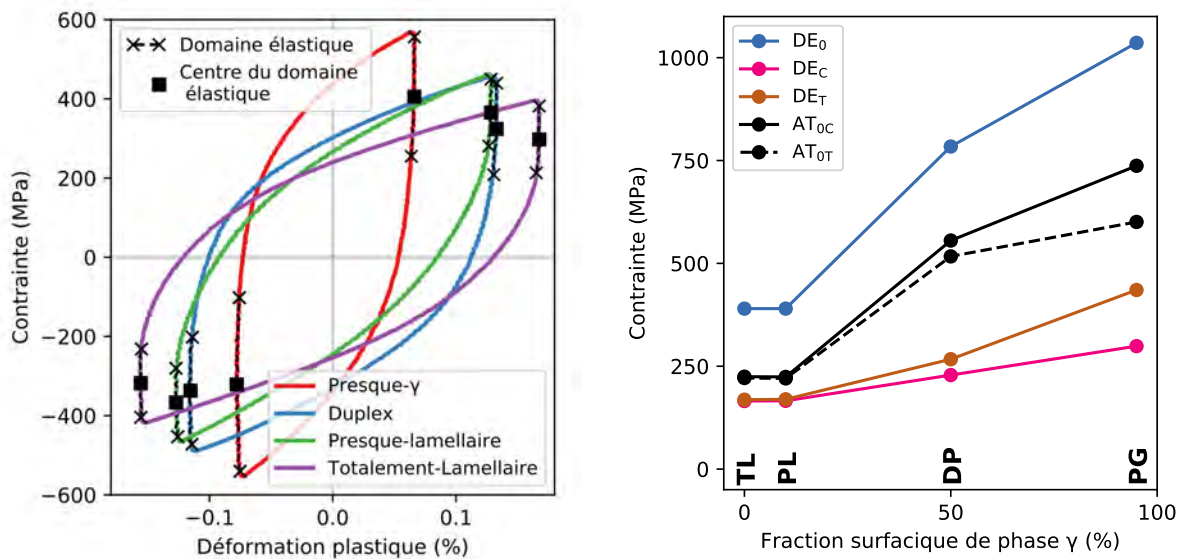 600
400
200
0
−200
−400
−600
Contrainte (MPa)
Domaine élastique
Centre du domaine
élastique
Presque-γ
Duplex
Presque-lamellaire
Totalement-Lamellaire
−0.1
0.0
0.1
Déformation plastique (%)
1000
750
500
250
0
Contrainte (MPa)
DE₀
DE_C
DE_T
AT₀C
AT₀T
TL
PL
DP
PG
0
50
100
Fraction surfacique de phase γ (%)